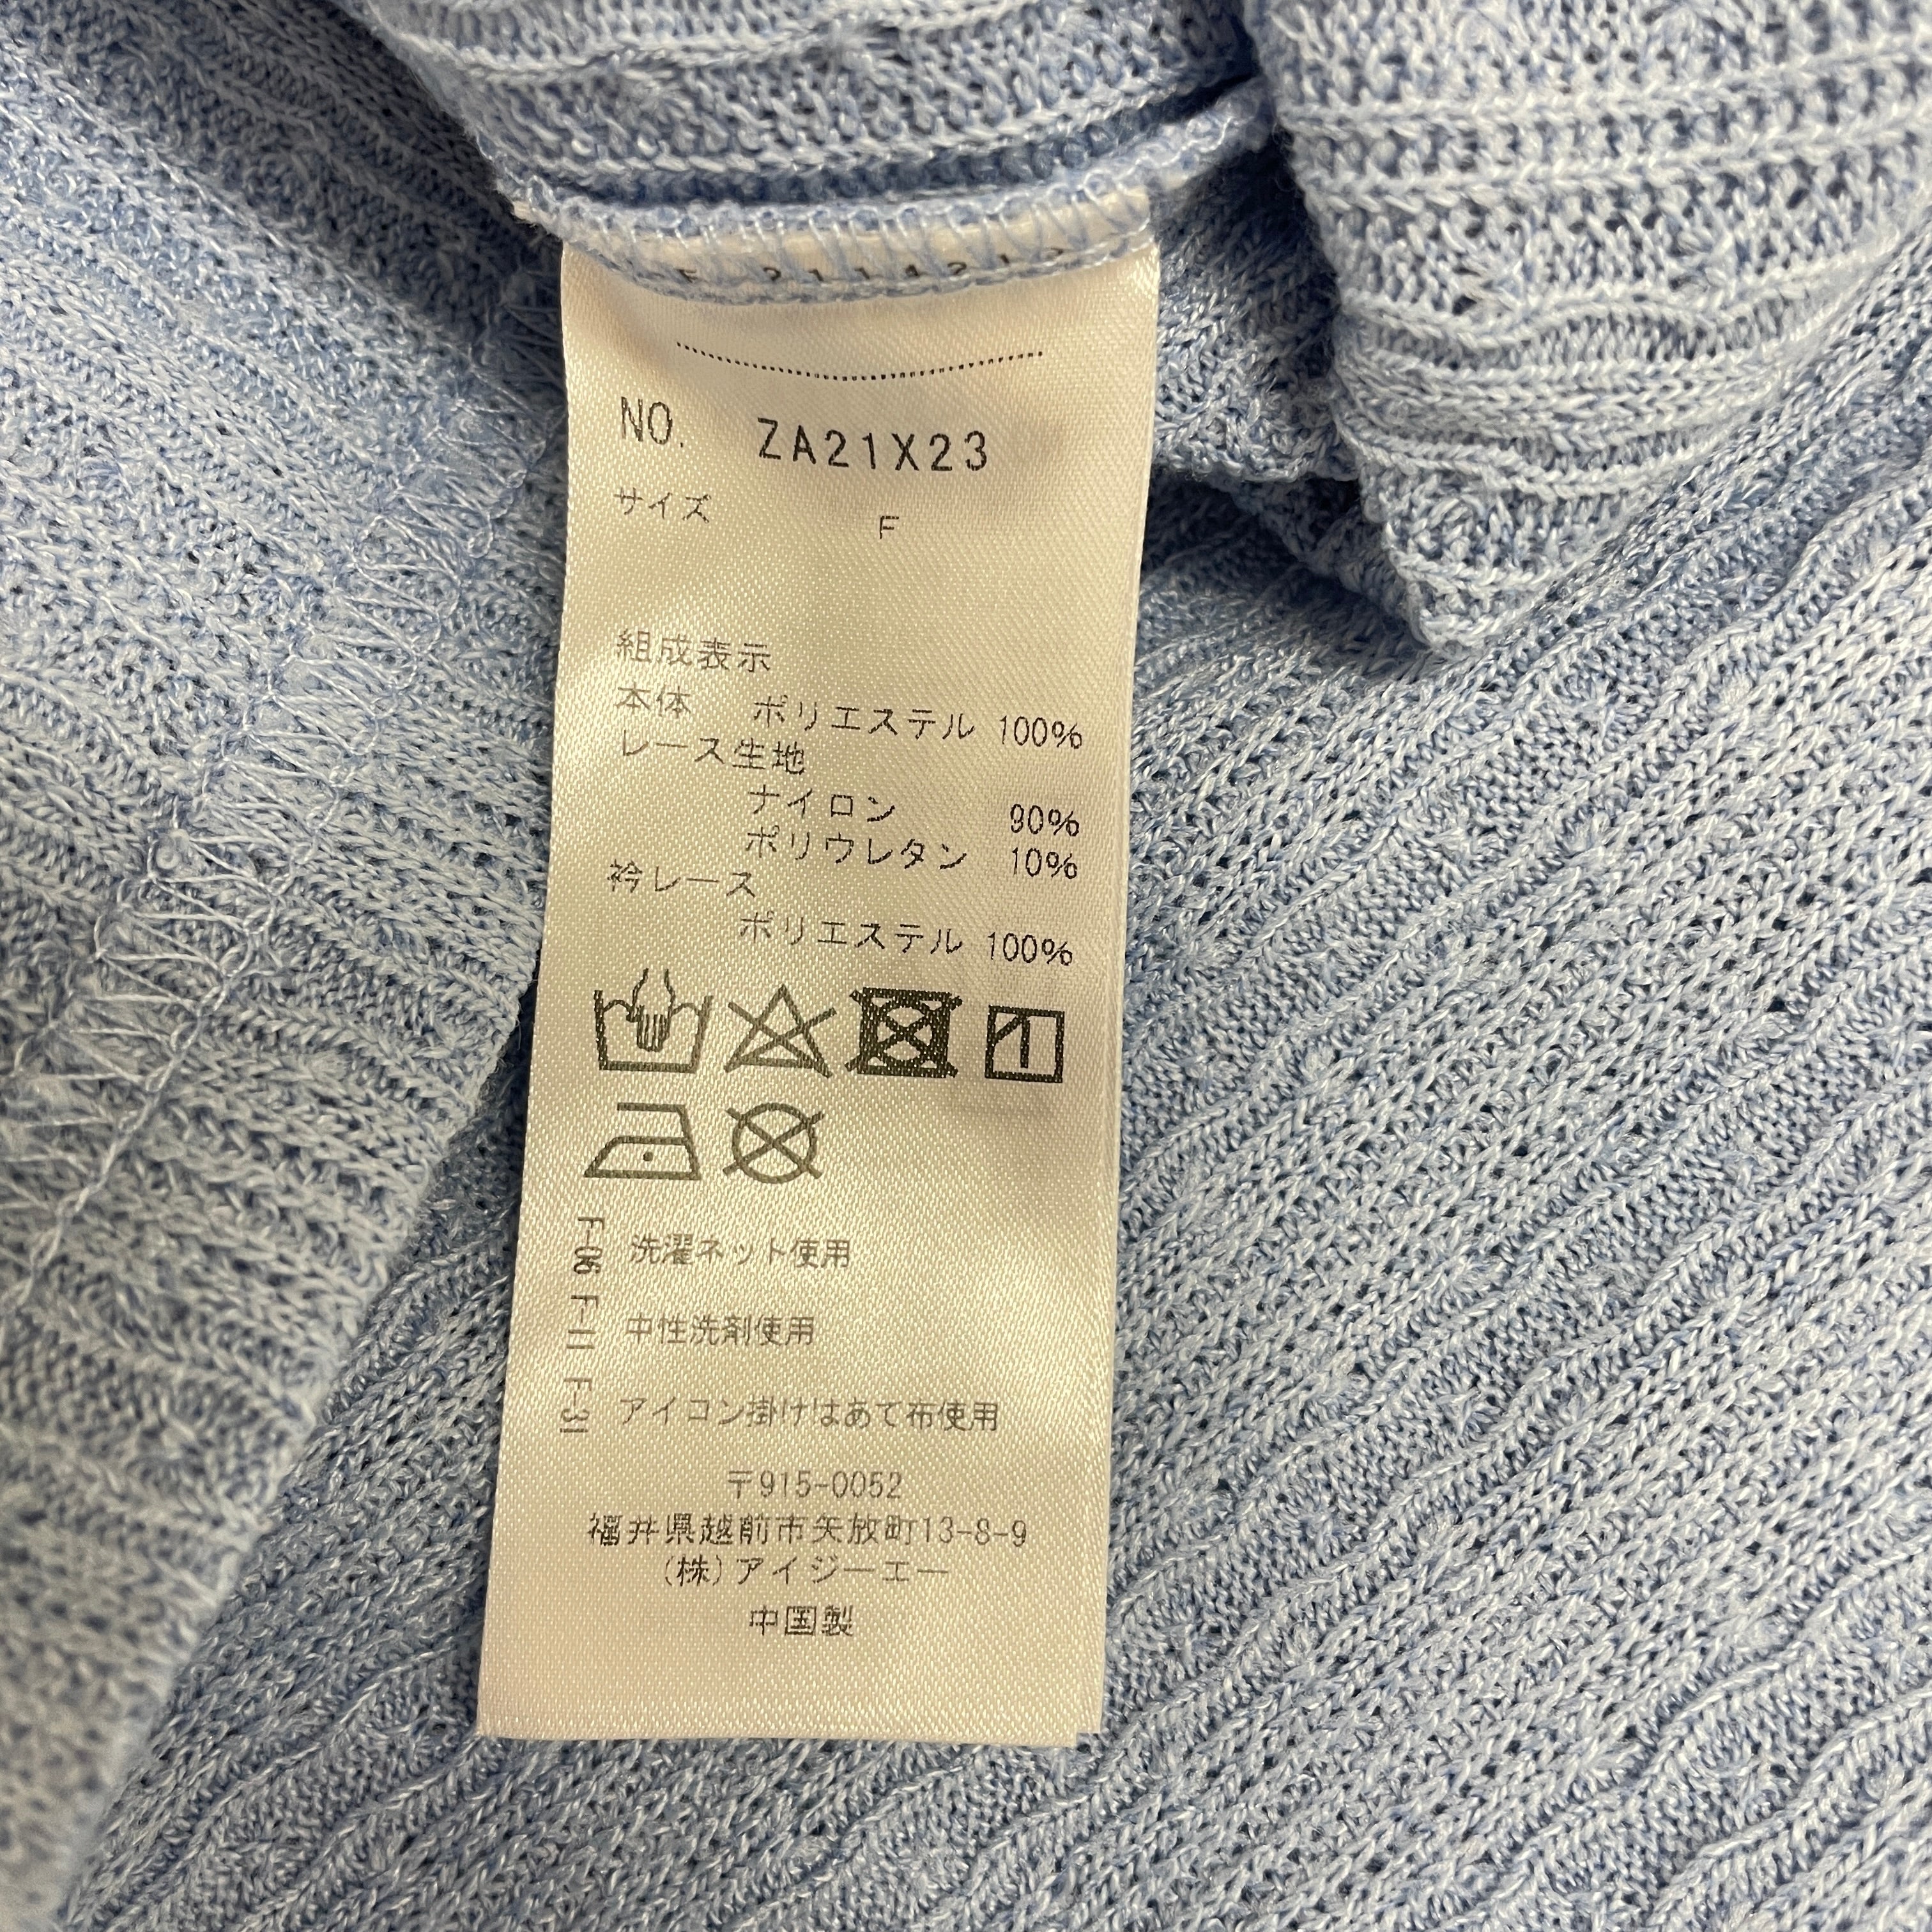 NO. ZA21X23
サイズ F
組成表示
本体 ポリエステル 100%
レース生地
ナイロン 90%
ポリウレタン 10%
衿レース
ポリエステル 100%
F-06 F-11 F-31
洗濯ネット使用
中性洗剤使用
アイコン掛けはあて布使用
〒915-0052
福井県越前市矢放町13-8-9
(株)アイジーエー
中国製